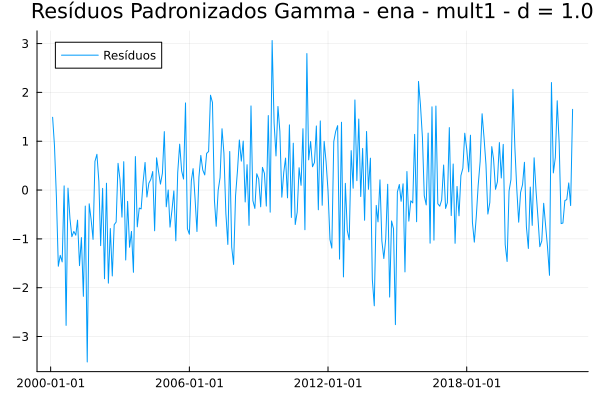 Resíduos Padronizados Gamma - ena - mult1 - d = 1.0
Resíduos
3
2
1
0
−1
−2
−3
2000-01-01 2006-01-01 2012-01-01 2018-01-01